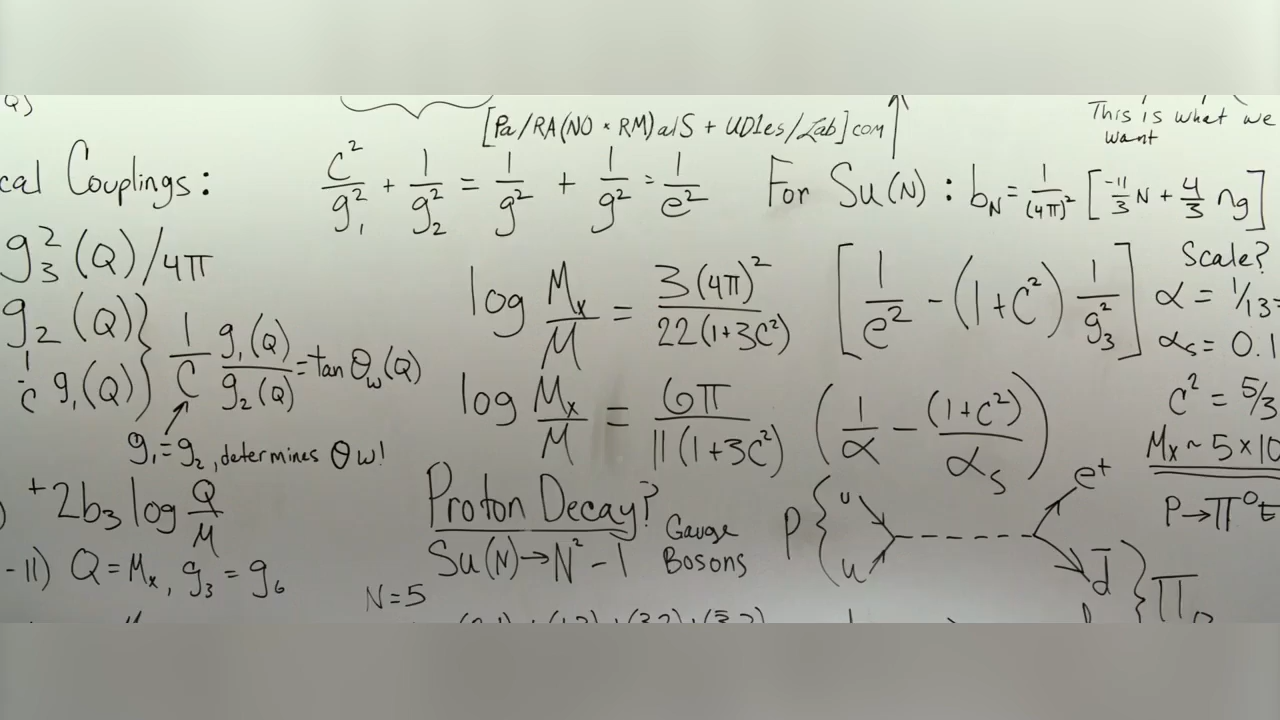 [Pa/RA(NO × RM)alS + UD1es/Lab]com
This is what we want
cal Couplings:
C²/g₁² + 1/g₂² = 1/g² + 1/g² = 1/e²
For Su(N) : b_N = 1/(4π)² [-11/3 N + 4/3 ng]
g₃²(Q)/4π
g₂(Q)
1/C g₁(Q)
} 1/C g₁(Q)/g₂(Q) = tan θ_w(Q)
g₁=g₂, determines θw!
log Mₓ/M = 3(4π)²/22(1+3C²) [1/e² - (1+C²) 1/g₃²]
log Mₓ/M = 6π/11(1+3C²) (1/α - (1+C²)/αₛ)
Scale?
α = 1/13
αₛ = 0.1
C² = 5/3
Mₓ ~ 5×10
P→π⁰
+2b₃ log Q/M
-11) Q=Mₓ, g₃ = g₆
Proton Decay?
Su(N)→N²-1 Gauge Bosons
N=5
P { u u
e⁺
d̄ } π